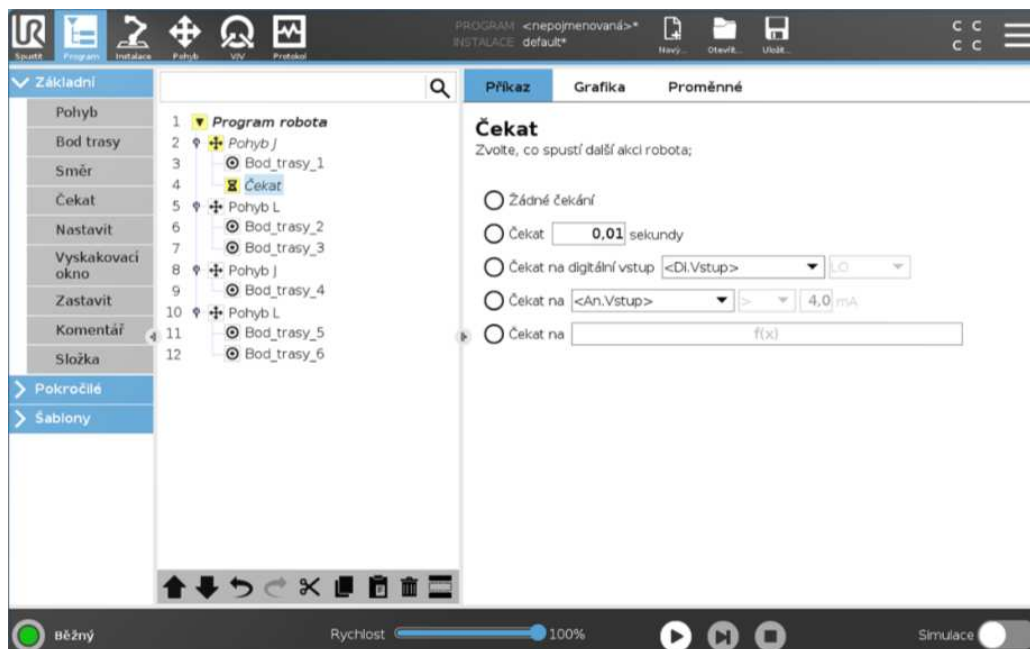 UR
Spustit
Program
Instalace
Pohyb
V/V
Protokol
PROGRAM <nepojmenovaná>*
INSTALACE default*
Nový...
Otevřít...
Uložit...
C C
C C
Základní
Pohyb
Bod trasy
Směr
Čekat
Nastavit
Vyskakovací
okno
Zastavit
Komentář
Složka
Pokročilé
Šablony
1 Program robota
2 Pohyb J
3 Bod_trasy_1
4 Čekat
5 Pohyb L
6 Bod_trasy_2
7 Bod_trasy_3
8 Pohyb J
9 Bod_trasy_4
10 Pohyb L
11 Bod_trasy_5
12 Bod_trasy_6
Příkaz Grafika Proměnné
Čekat
Zvolte, co spustí další akci robota;
Žádné čekání
Čekat 0,01 sekundy
Čekat na digitální vstup <Di.Vstup> LO
Čekat na <An.Vstup> > 4,0 mA
Čekat na f(x)
Běžný
Rychlost 100%
Simulace